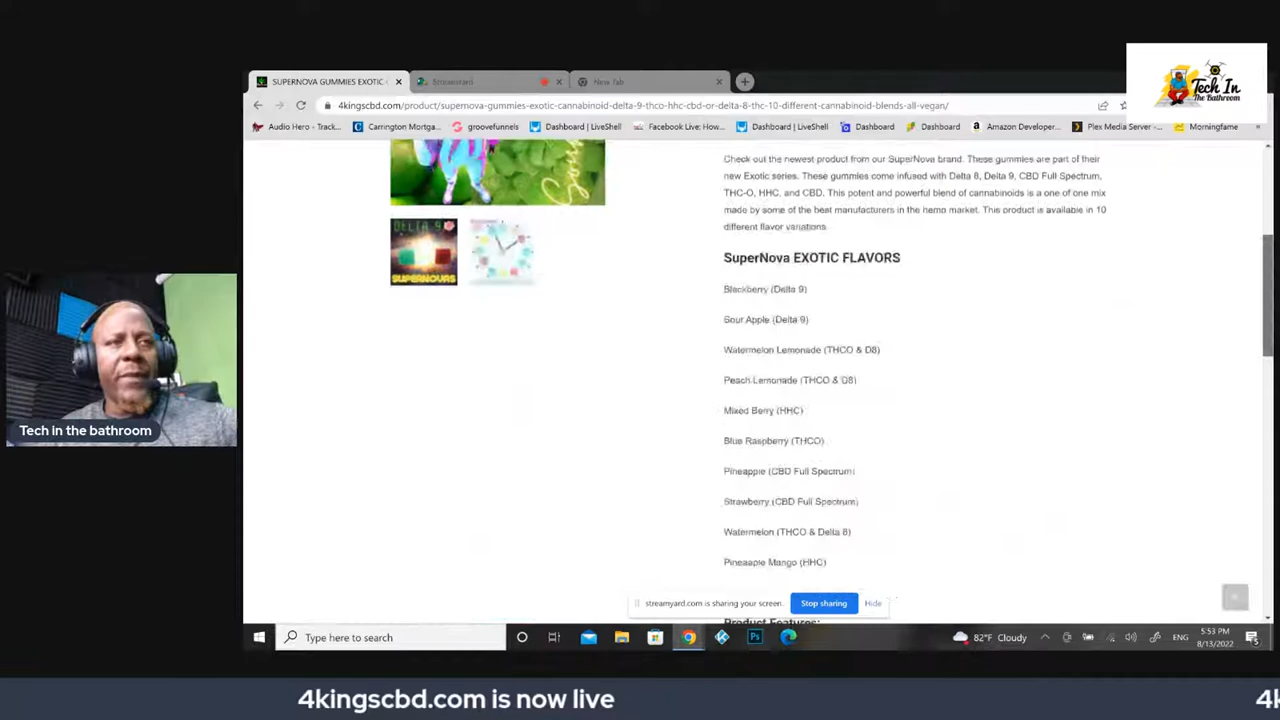 Tech In
The Bathroom
SUPERNOVA GUMMIES EXOTIC
Streamyard
New Tab
4kingscbd.com/product/supernova-gummies-exotic-cannabinoid-delta-9-thco-hhc-cbd-or-delta-8-thc-10-different-cannabinoid-blends-all-vegan/
Audio Hero - Track...
Carrington Mortga...
groovefunnels
Dashboard | LiveShell
Facebook Live: How...
Dashboard | LiveShell
Dashboard
Dashboard
Amazon Developer...
Plex Media Server -...
Morningfame
»
Check out the newest product from our SuperNova brand. These gummies are part of their
new Exotic series. These gummies come infused with Delta 8, Delta 9, CBD Full Spectrum,
THC-O, HHC, and CBD. This potent and powerful blend of cannabinoids is a one of one mix
made by some of the best manufacturers in the hemp market. This product is available in 10
different flavor variations.
DELTA 9
SUPERNOVAS
SuperNova EXOTIC FLAVORS
Blackberry (Delta 9)
Sour Apple (Delta 9)
Watermelon Lemonade (THCO & D8)
Peach Lemonade (THCO & D8)
Mixed Berry (HHC)
Blue Raspberry (THCO)
Pineapple (CBD Full Spectrum)
Strawberry (CBD Full Spectrum)
Watermelon (THCO & Delta 8)
Pineapple Mango (HHC)
Product Features:
streamyard.com is sharing your screen.
Stop sharing
Hide
Tech in the bathroom
Type here to search
Ps
82°F Cloudy
ENG
5:53 PM
8/13/2022
4kingscbd.com is now live
4k